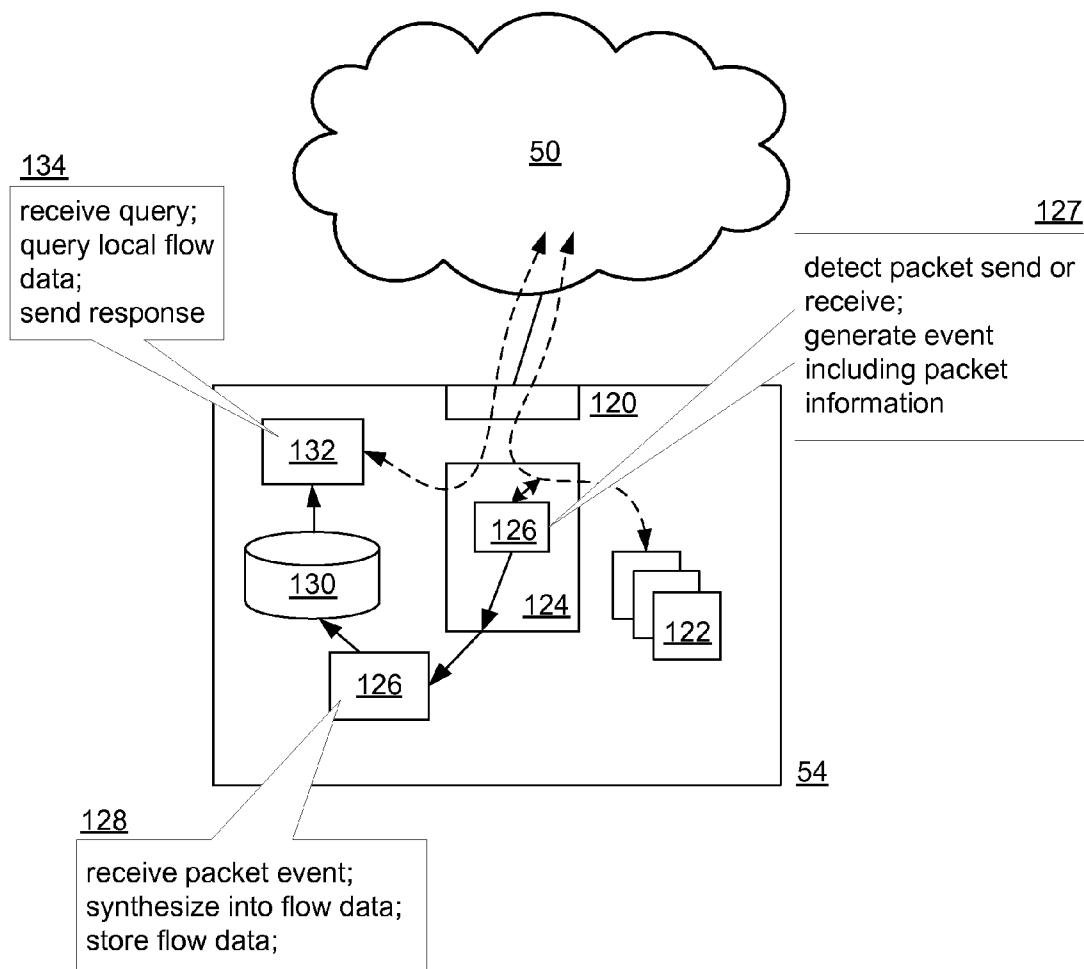 50
134
receive query;
query local flow
data;
send response
127
detect packet send or
receive;
generate event
including packet
information
120
132
126
130
124
122
126
54
128
receive packet event;
synthesize into flow data;
store flow data;